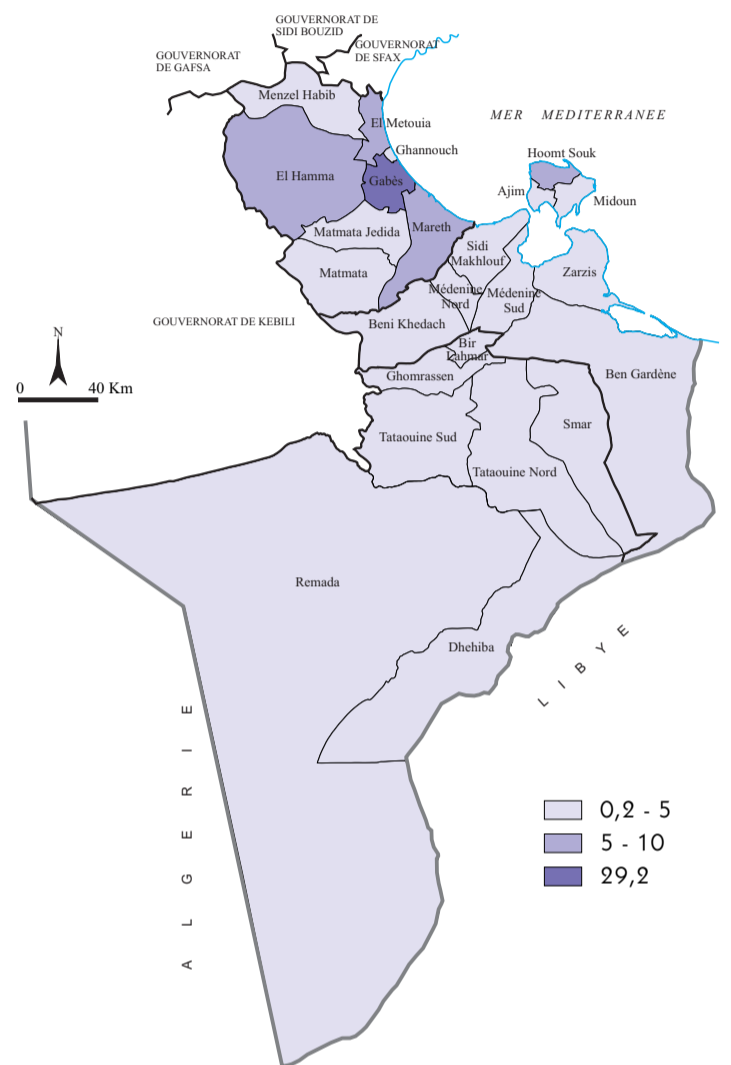 GOUVERNORAT DE
SIDI BOUZID
GOUVERNORAT
DE SFAX
GOUVERNORAT
DE GAFSA
Menzel Habib
MER MEDITERRANEE
El Metouia
Ghannouch
Hoomt Souk
El Hamma
Gabès
Ajim
Midoun
Matmata Jedida
Mareth
Sidi
Makhlouf
Matmata
Zarzis
Médenine
Nord
Médenine
Sud
GOUVERNORAT DE KEBILI
Beni Khedach
N
Bir
Lahmar
Ghomrassen
Ben Gardène
0 40 Km
Tataouine Sud
Smar
Tataouine Nord
Remada
Dhehiba
LIBYE
ALGERIE
0,2 - 5
5 - 10
29,2